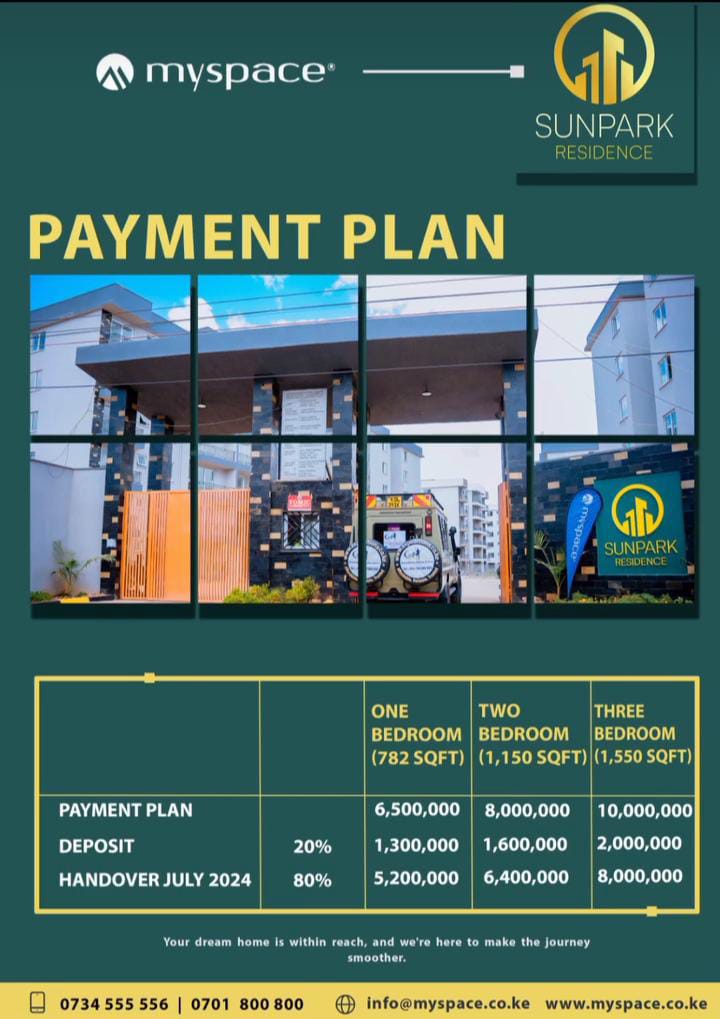 myspace®
SUNPARK
RESIDENCE
PAYMENT PLAN
myspace®
SUNPARK
RESIDENCE
ONE
BEDROOM
(782 SQFT)
TWO
BEDROOM
(1,150 SQFT)
THREE
BEDROOM
(1,550 SQFT)
PAYMENT PLAN 6,500,000 8,000,000 10,000,000
DEPOSIT 20% 1,300,000 1,600,000 2,000,000
HANDOVER JULY 2024 80% 5,200,000 6,400,000 8,000,000
Your dream home is within reach, and we're here to make the journey
smoother.
0734 555 556 | 0701 800 800 info@myspace.co.ke www.myspace.co.ke